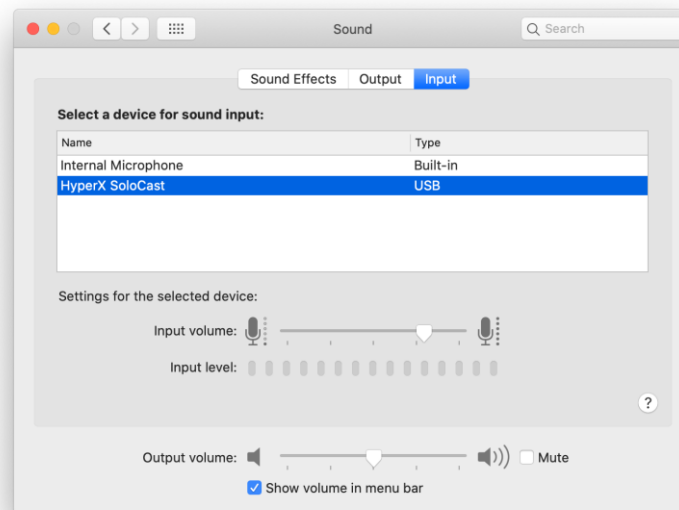 Sound
Search
Sound Effects Output Input
Select a device for sound input:
Name Type
Internal Microphone Built-in
HyperX SoloCast USB
Settings for the selected device:
Input volume:
Input level:
?
Output volume: Mute
Show volume in menu bar